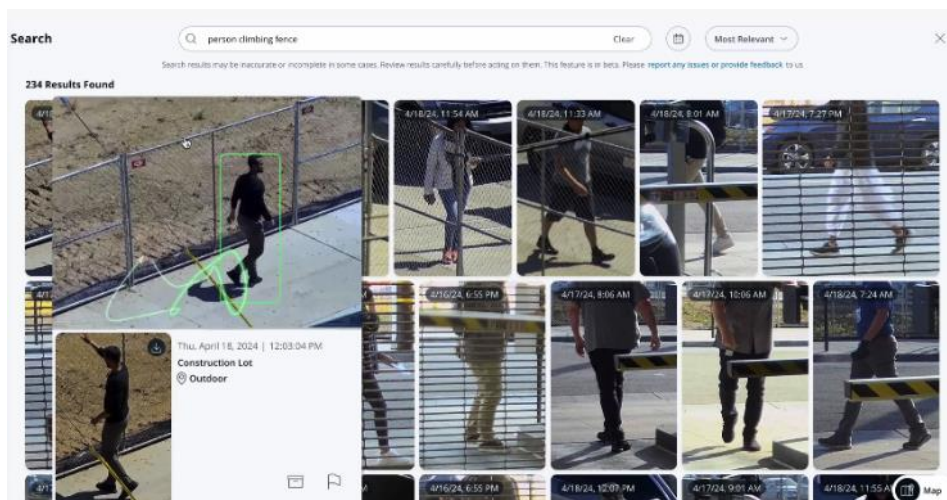 Search
person climbing fence
Clear
Most Relevant
Search results may be inaccurate or incomplete in some cases. Review results carefully before acting on them. This feature is in beta. Please report any issues or provide feedback to us
234 Results Found
4/18/24, 11:54 AM
4/18/24, 11:33 AM
4/18/24, 8:01 AM
4/17/24, 7:27 PM
4/16/24, 6:55 PM
4/17/24, 8:06 AM
4/17/24, 10:06 AM
4/18/24, 7:24 AM
Thu, April 18, 2024 | 12:03:04 PM
Construction Lot
Outdoor
4/16/24, 6:55 PM
4/18/24, 12:07 PM
4/17/24, 9:01 AM
4/18/24, 11:55 A
Map